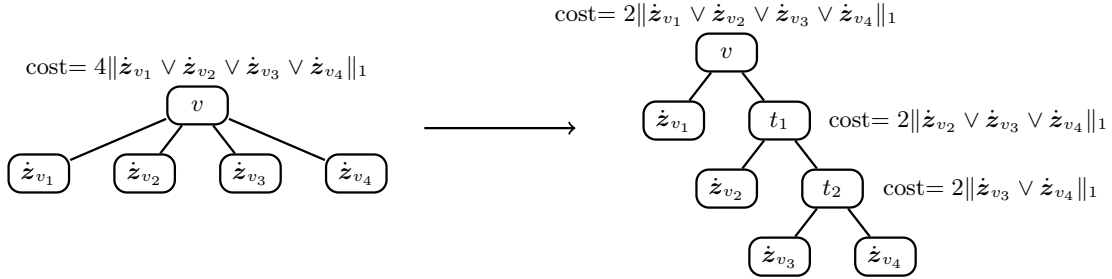 cost= 2‖ż_{v_1} ∨ ż_{v_2} ∨ ż_{v_3} ∨ ż_{v_4}‖_1
cost= 4‖ż_{v_1} ∨ ż_{v_2} ∨ ż_{v_3} ∨ ż_{v_4}‖_1
v
v
ż_{v_1}
t_1
cost= 2‖ż_{v_2} ∨ ż_{v_3} ∨ ż_{v_4}‖_1
ż_{v_1} ż_{v_2} ż_{v_3} ż_{v_4}
ż_{v_2}
t_2
cost= 2‖ż_{v_3} ∨ ż_{v_4}‖_1
ż_{v_3} ż_{v_4}